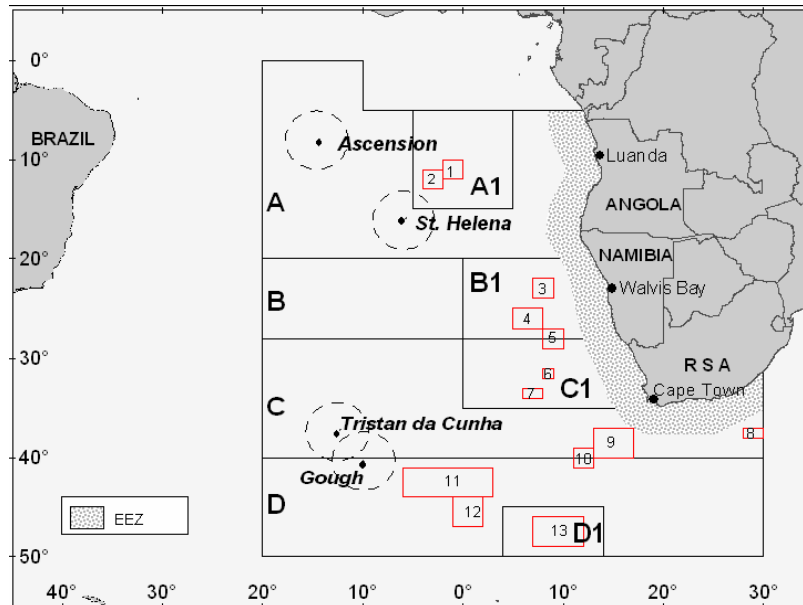 0°
BRAZIL
Ascension
Luanda
10°
1
2
A1
A
St. Helena
ANGOLA
20°
NAMIBIA
B1
3
Walvis Bay
B
4
5
30°
R S A
6
C1
7
Cape Town
C
Tristan da Cunha
8
9
40°
10
Gough
11
D
12
EEZ
13
D1
50°
40°
30°
20°
10°
0°
10°
20°
30°